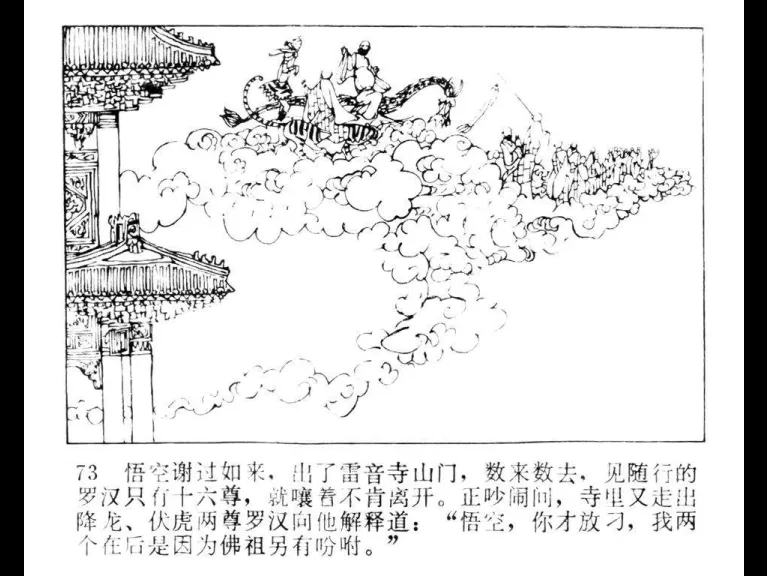 73 悟空谢过如来，出了雷音寺山门，数来数去，见随行的
罗汉只有十六尊，就嚷着不肯离开。正吵闹间，寺里又走出
降龙、伏虎两尊罗汉向他解释道：“悟空，你才放刁，我两
个在后是因为佛祖另有吩咐。”